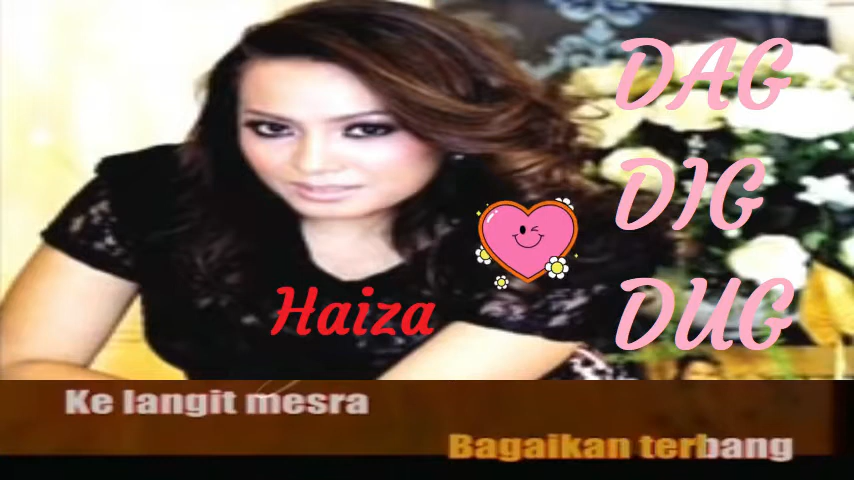 DAG
DIG
DUG
Haiza
Ke langit mesra
Bagaikan terbang